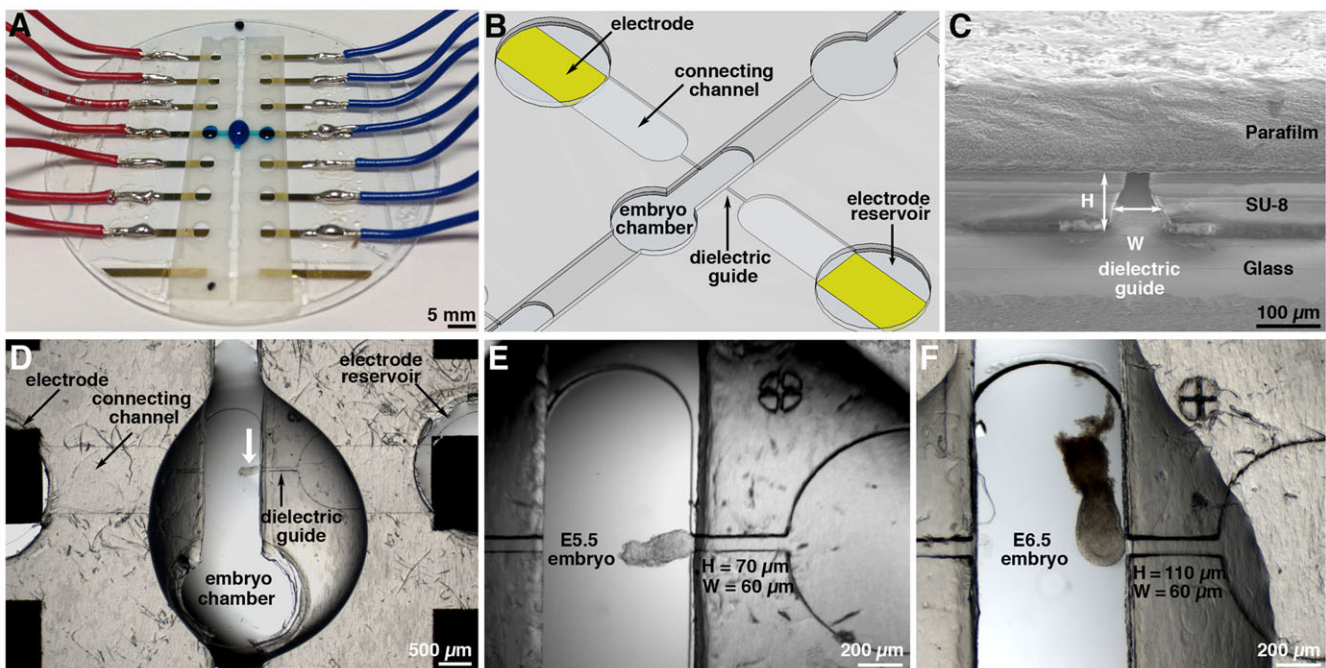 A
5 mm
B
electrode
connecting
channel
embryo
chamber
dielectric
guide
electrode
reservoir
C
Parafilm
H
SU-8
W
dielectric
guide
Glass
100 µm
D
electrode
connecting
channel
electrode
reservoir
dielectric
guide
embryo
chamber
500 µm
E
E5.5
embryo
H = 70 µm
W = 60 µm
200 µm
F
E6.5
embryo
H = 110 µm
W = 60 µm
200 µm